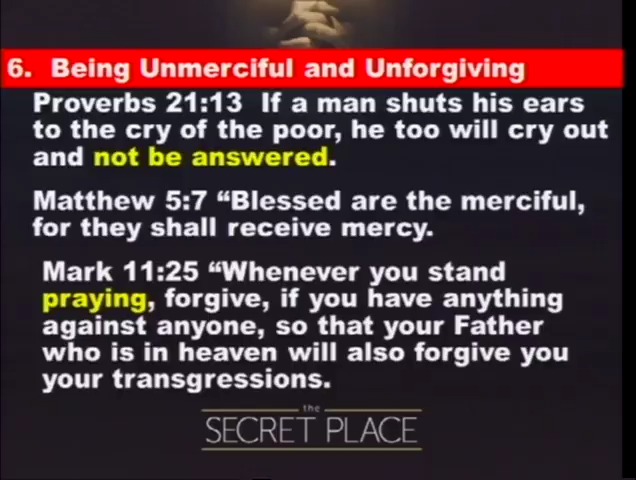 6. Being Unmerciful and Unforgiving
Proverbs 21:13 If a man shuts his ears
to the cry of the poor, he too will cry out
and not be answered.
Matthew 5:7 “Blessed are the merciful,
for they shall receive mercy.
Mark 11:25 “Whenever you stand
praying, forgive, if you have anything
against anyone, so that your Father
who is in heaven will also forgive you
your transgressions.
the
SECRET PLACE